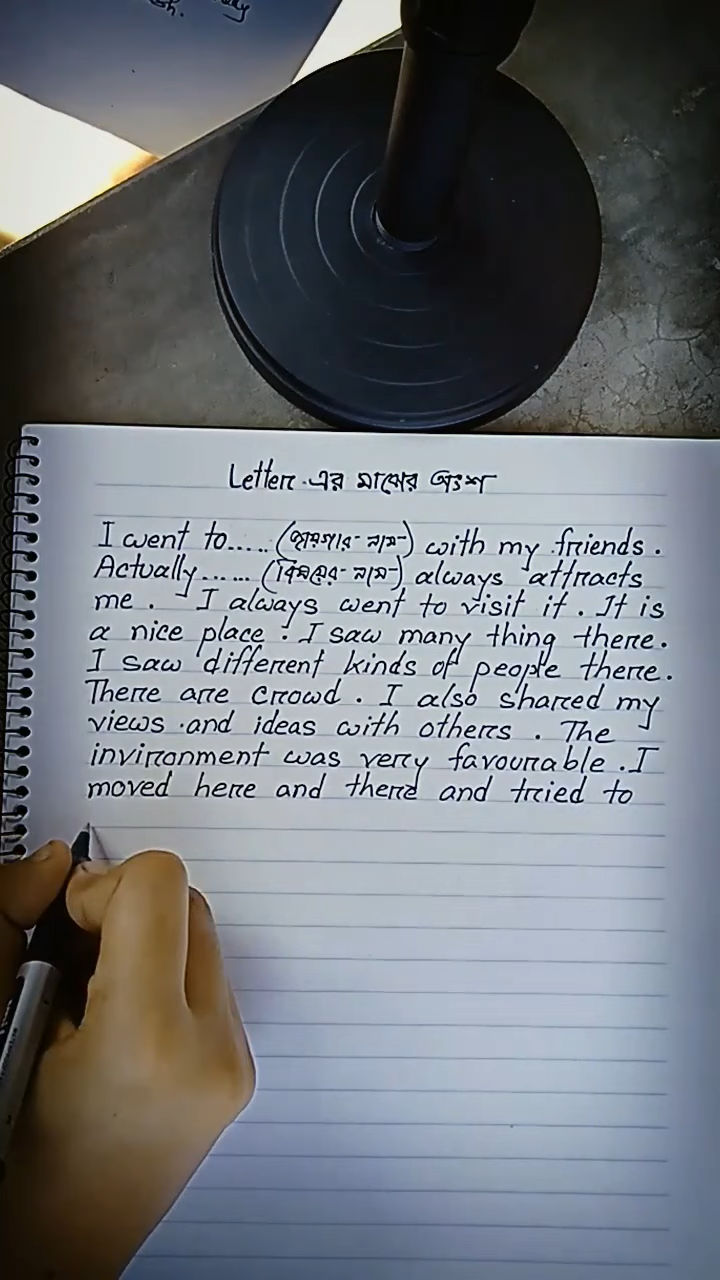 sh.
Letter এর মাঝের অংশ
I went to..... (জায়গার নাম) with my friends.
Actually...... (বিষয়ের নাম) always attracts
me. I always went to visit it. It is
a nice place. I saw many thing there.
I saw different kinds of people there.
There are crowd. I also shared my
views and ideas with others. The
invironment was very favourable. I
moved here and there and tried to